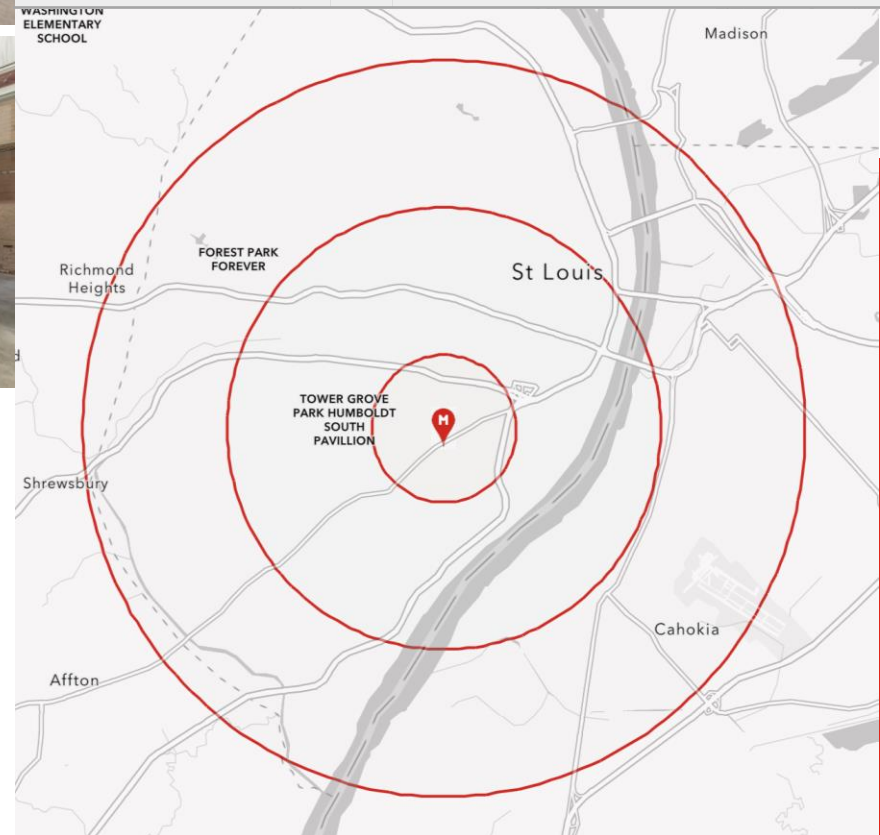 WASHINGTON
ELEMENTARY
SCHOOL
Madison
FOREST PARK
FOREVER
Richmond
Heights
St Louis
TOWER GROVE
PARK HUMBOLDT
SOUTH
PAVILLION
M
Shrewsbury
Cahokia
Affton